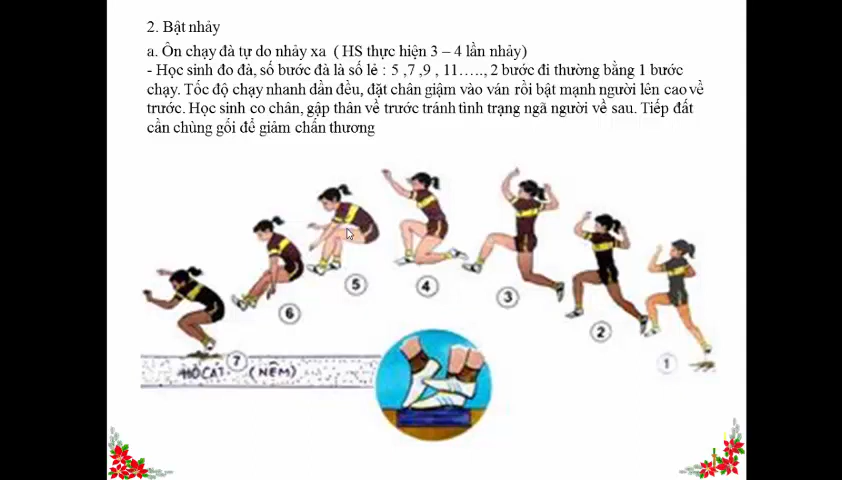 2. Bật nhảy
a. Ôn chạy đà tự do nhảy xa ( HS thực hiện 3 – 4 lần nhảy)
- Học sinh đo đà, số bước đà là số lẻ : 5 ,7 ,9 , 11….., 2 bước đi thường bằng 1 bước
chạy. Tốc độ chạy nhanh dần đều, đặt chân giậm vào ván rồi bật mạnh người lên cao về
trước. Học sinh co chân, gập thân về trước tránh tình trạng ngã người về sau. Tiếp đất
cần chùng gối để giảm chấn thương
5
4
6
3
2
7
1
HỐ CÁT (NỆM)